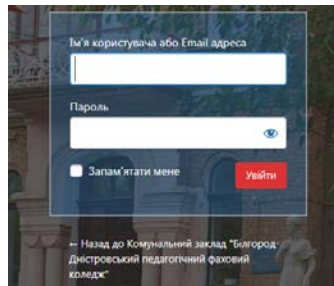 Ім'я користувача або Email адреса
Пароль
Запам'ятати мене
Увійти
← Назад до Комунальний заклад "Білгород-
Дністровський педагогічний фаховий
коледж"